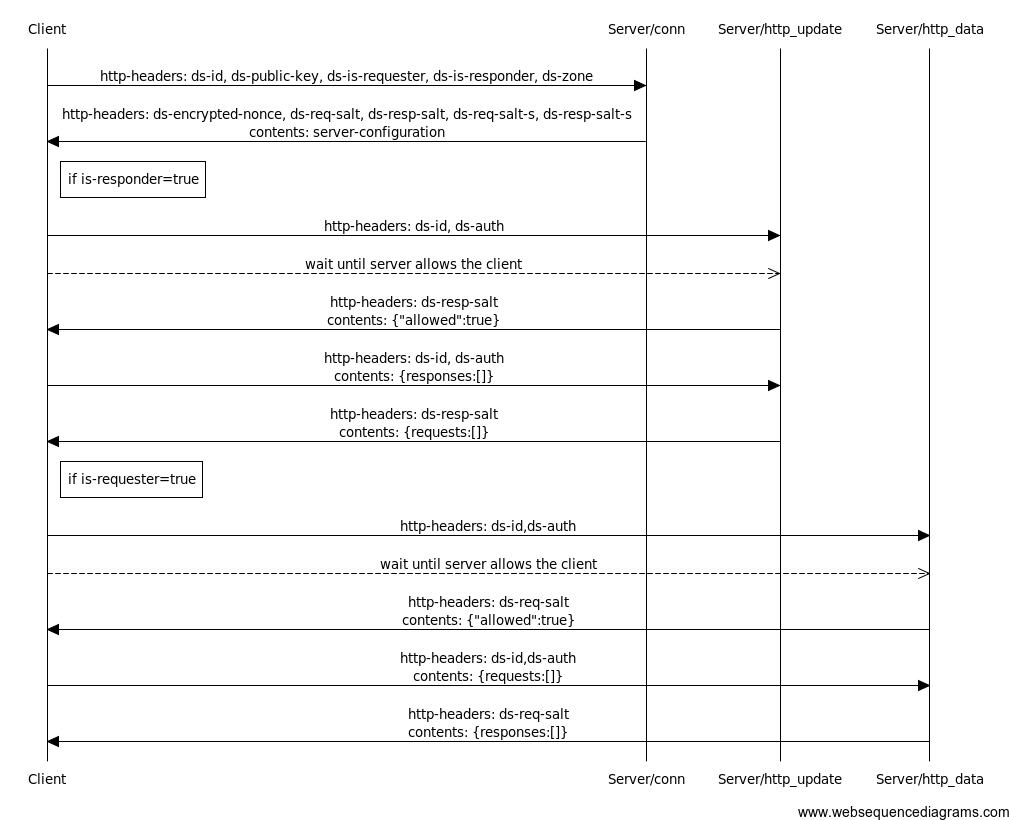 Client Server/conn Server/http_update Server/http_data
http-headers: ds-id, ds-public-key, ds-is-requester, ds-is-responder, ds-zone
http-headers: ds-encrypted-nonce, ds-req-salt, ds-resp-salt, ds-req-salt-s, ds-resp-salt-s
contents: server-configuration
if is-responder=true
http-headers: ds-id, ds-auth
wait until server allows the client
http-headers: ds-resp-salt
contents: {"allowed":true}
http-headers: ds-id, ds-auth
contents: {responses:[]}
http-headers: ds-resp-salt
contents: {requests:[]}
if is-requester=true
http-headers: ds-id,ds-auth
wait until server allows the client
http-headers: ds-req-salt
contents: {"allowed":true}
http-headers: ds-id,ds-auth
contents: {requests:[]}
http-headers: ds-req-salt
contents: {responses:[]}
Client Server/conn Server/http_update Server/http_data
www.websequencediagrams.com